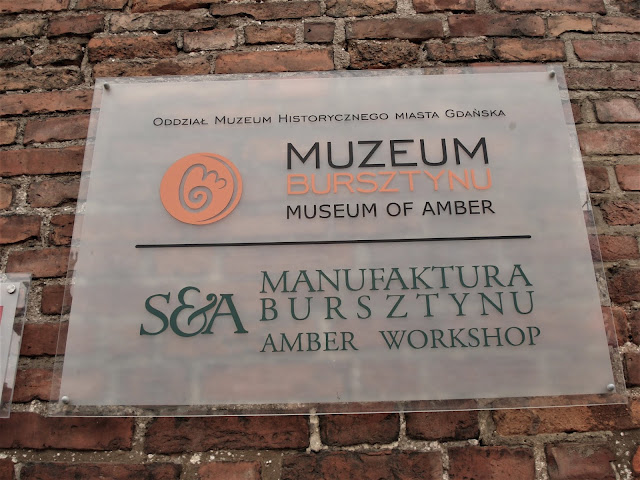 Oddział Muzeum Historycznego miasta Gdańska
MUZEUM
BURSZTYNU
MUSEUM OF AMBER
S&A
MANUFAKTURA
BURSZTYNU
AMBER WORKSHOP